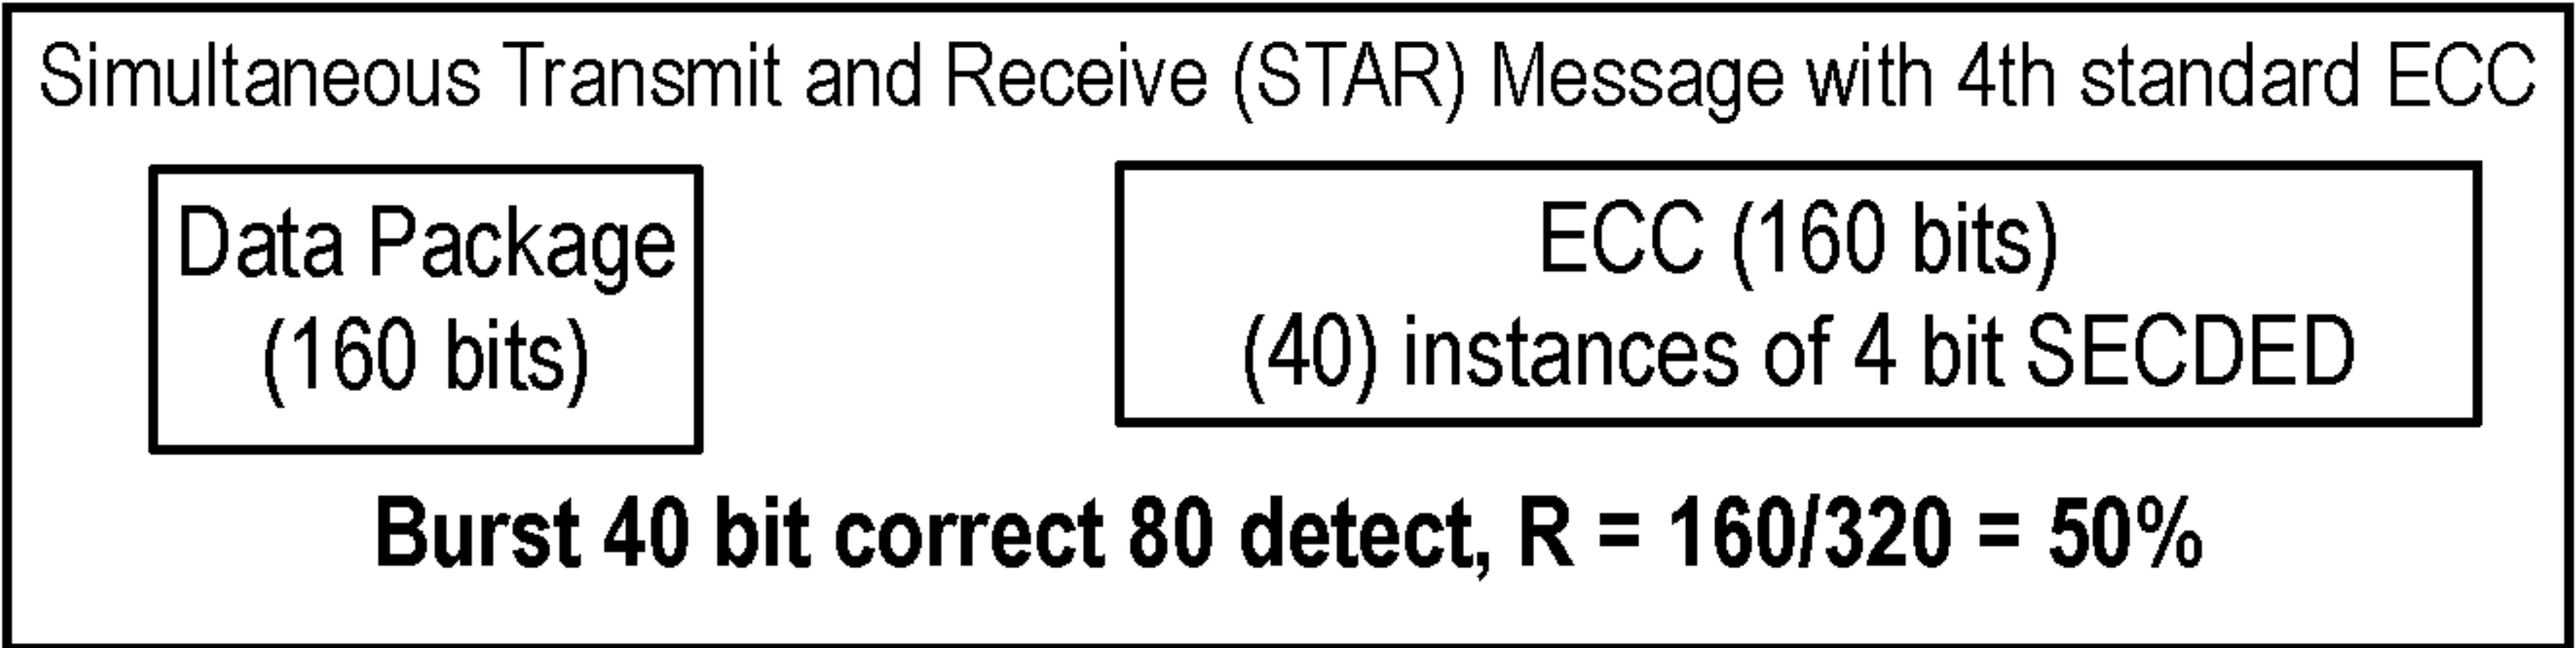 Simultaneous Transmit and Receive (STAR) Message with 4th standard ECC
Data Package
(160 bits)
ECC (160 bits)
(40) instances of 4 bit SECDED
Burst 40 bit correct 80 detect, R = 160/320 = 50%